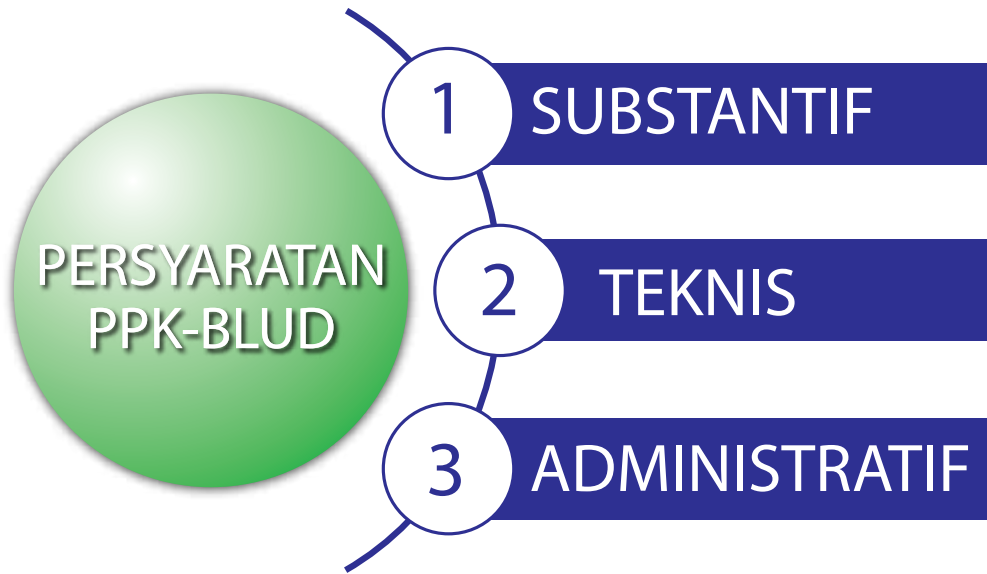 PERSYARATAN
PPK-BLUD
1 SUBSTANTIF
2 TEKNIS
3 ADMINISTRATIF